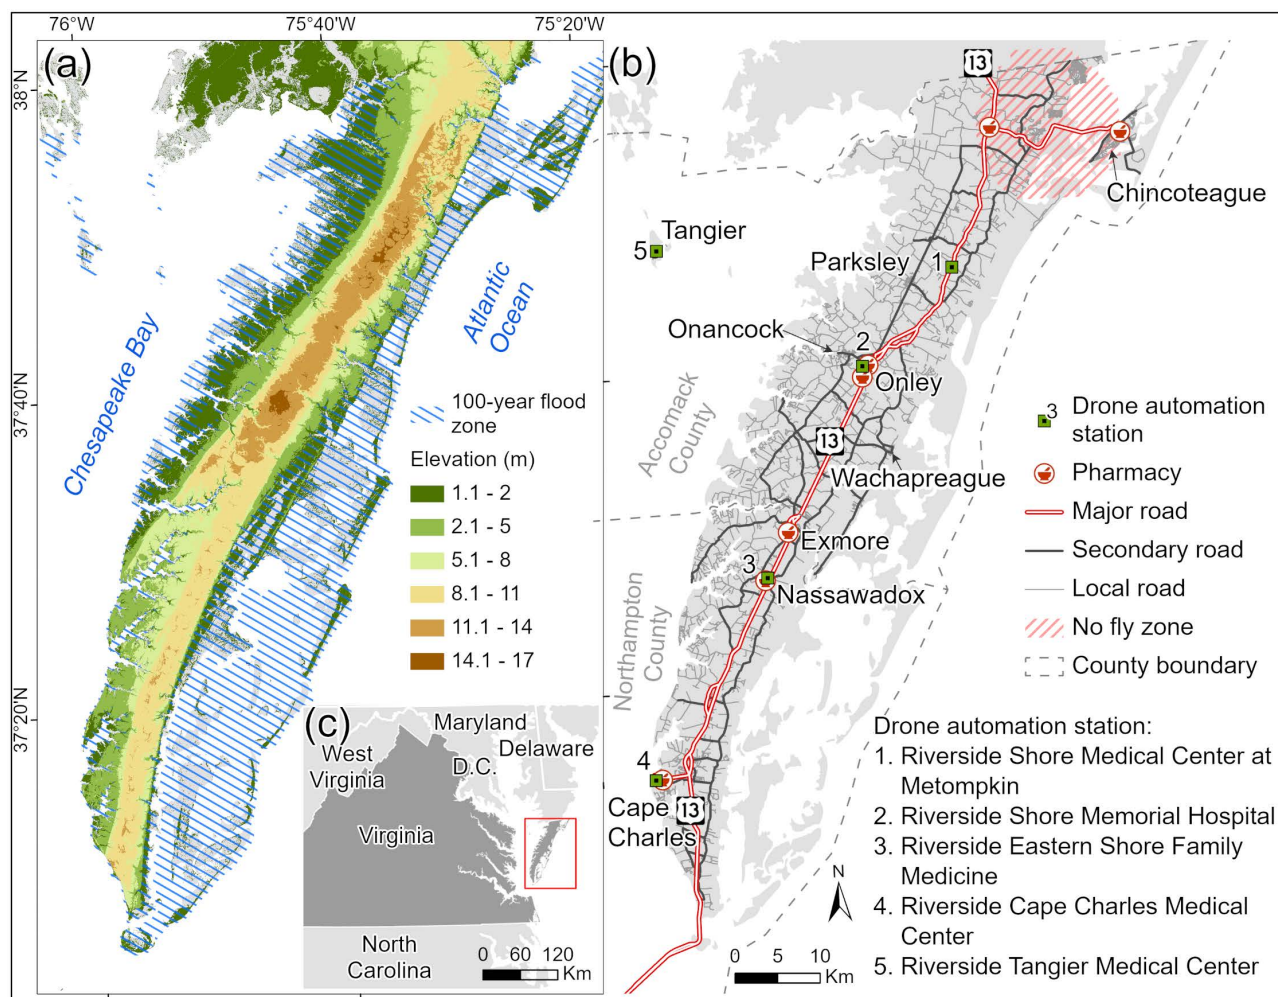 76°W
75°40'W
75°20'W
(a)
38°N
37°40'N
37°20'N
Chesapeake Bay
Atlantic
Ocean
100-year flood
zone
Elevation (m)
1.1 - 2
2.1 - 5
5.1 - 8
8.1 - 11
11.1 - 14
14.1 - 17
(c)
West
Virginia
Maryland
Delaware
D.C.
Virginia
North
Carolina
0 60 120
Km
(b)
13
Chincoteague
5
Tangier
Parksley
1
Onancock
2
Onley
Accomack
County
13
Wachapreague
Exmore
3
Nassawadox
Northampton
County
4
Cape
Charles
13
N
0 5 10
Km
3
Drone automation
station
Pharmacy
Major road
Secondary road
Local road
No fly zone
County boundary
Drone automation station:
1. Riverside Shore Medical Center at
Metompkin
2. Riverside Shore Memorial Hospital
3. Riverside Eastern Shore Family
Medicine
4. Riverside Cape Charles Medical
Center
5. Riverside Tangier Medical Center